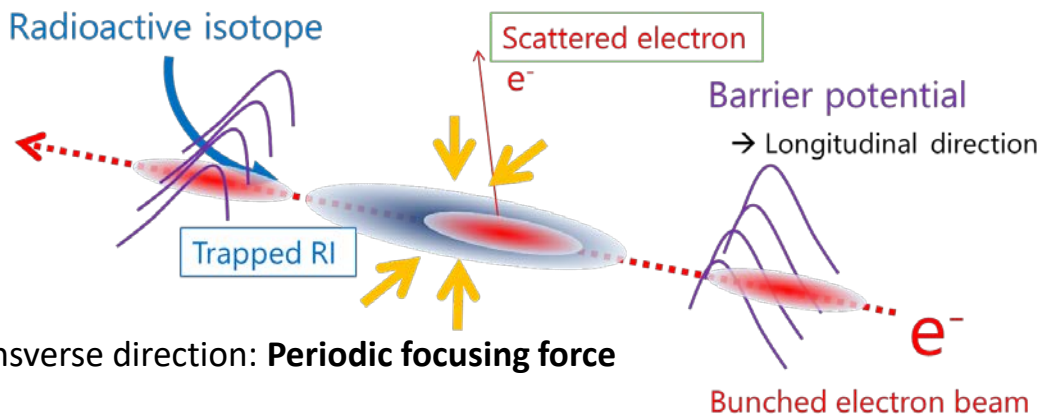 Radioactive isotope
Scattered electron
e⁻
Barrier potential
→ Longitudinal direction
Trapped RI
nsverse direction: Periodic focusing force
e⁻
Bunched electron beam